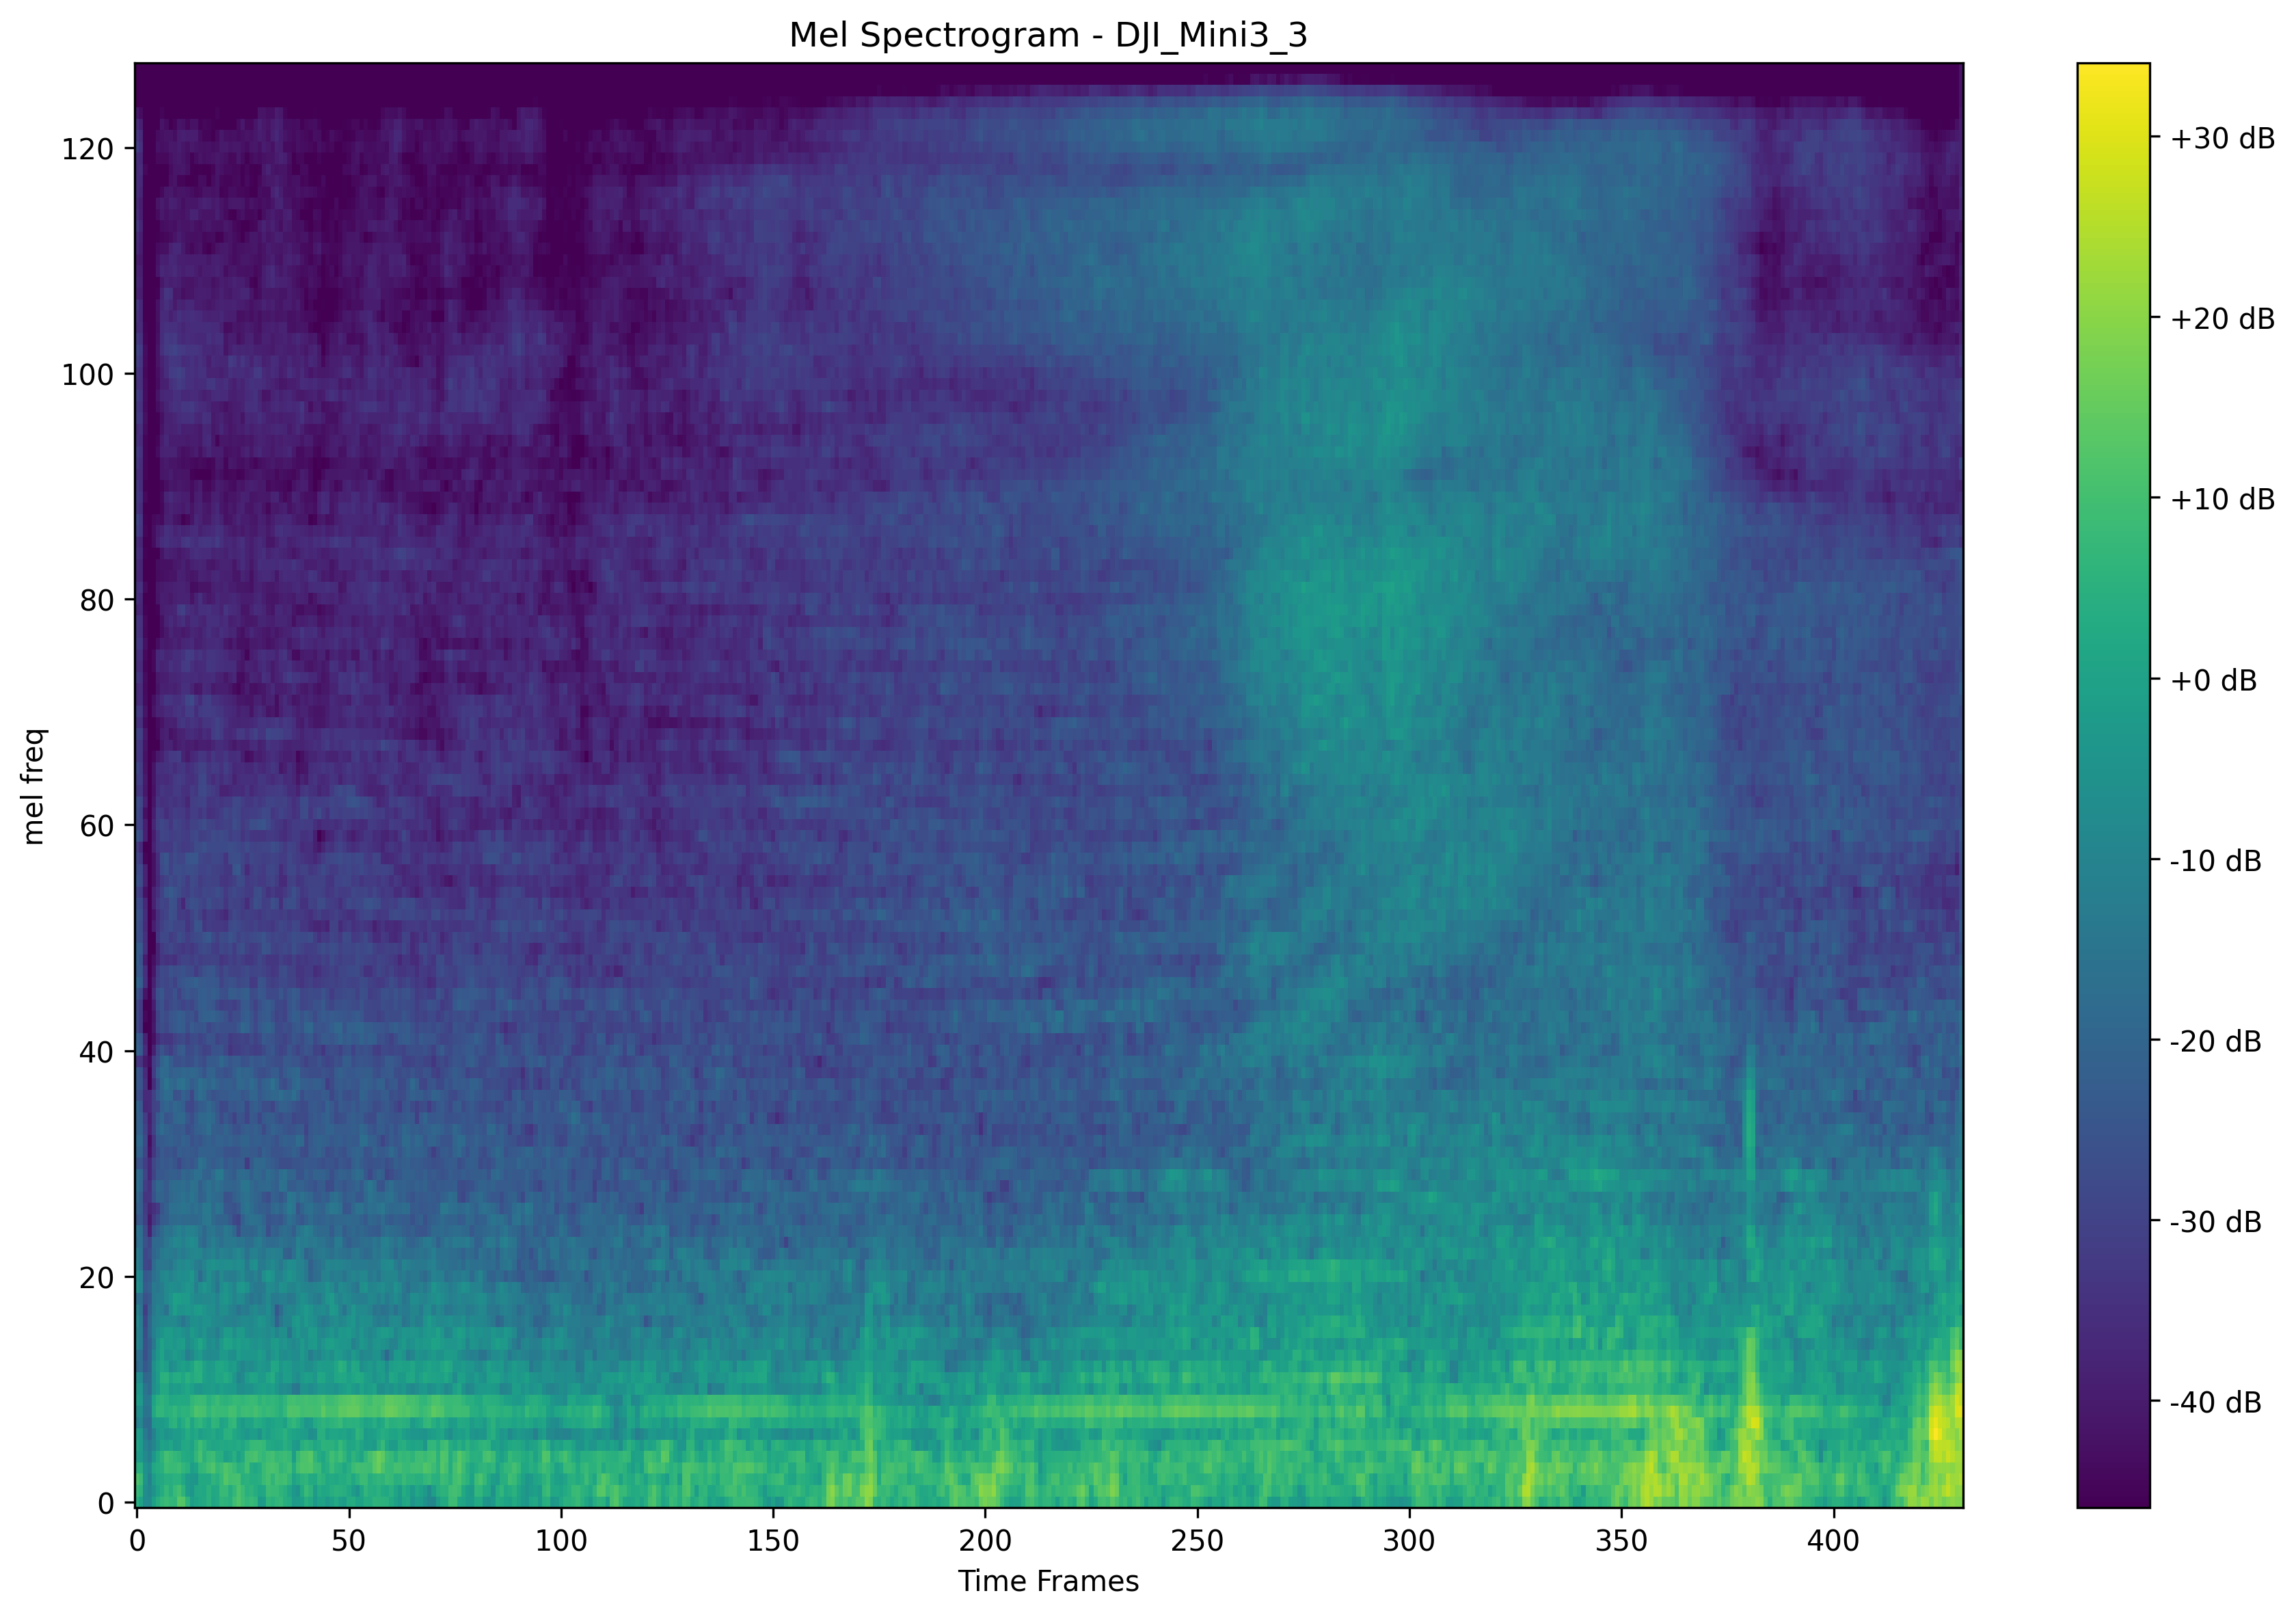 Mel Spectrogram - DJI_Mini3_3
mel freq
120
100
80
60
40
20
0
0 50 100 150 200 250 300 350 400
Time Frames
+30 dB
+20 dB
+10 dB
+0 dB
-10 dB
-20 dB
-30 dB
-40 dB